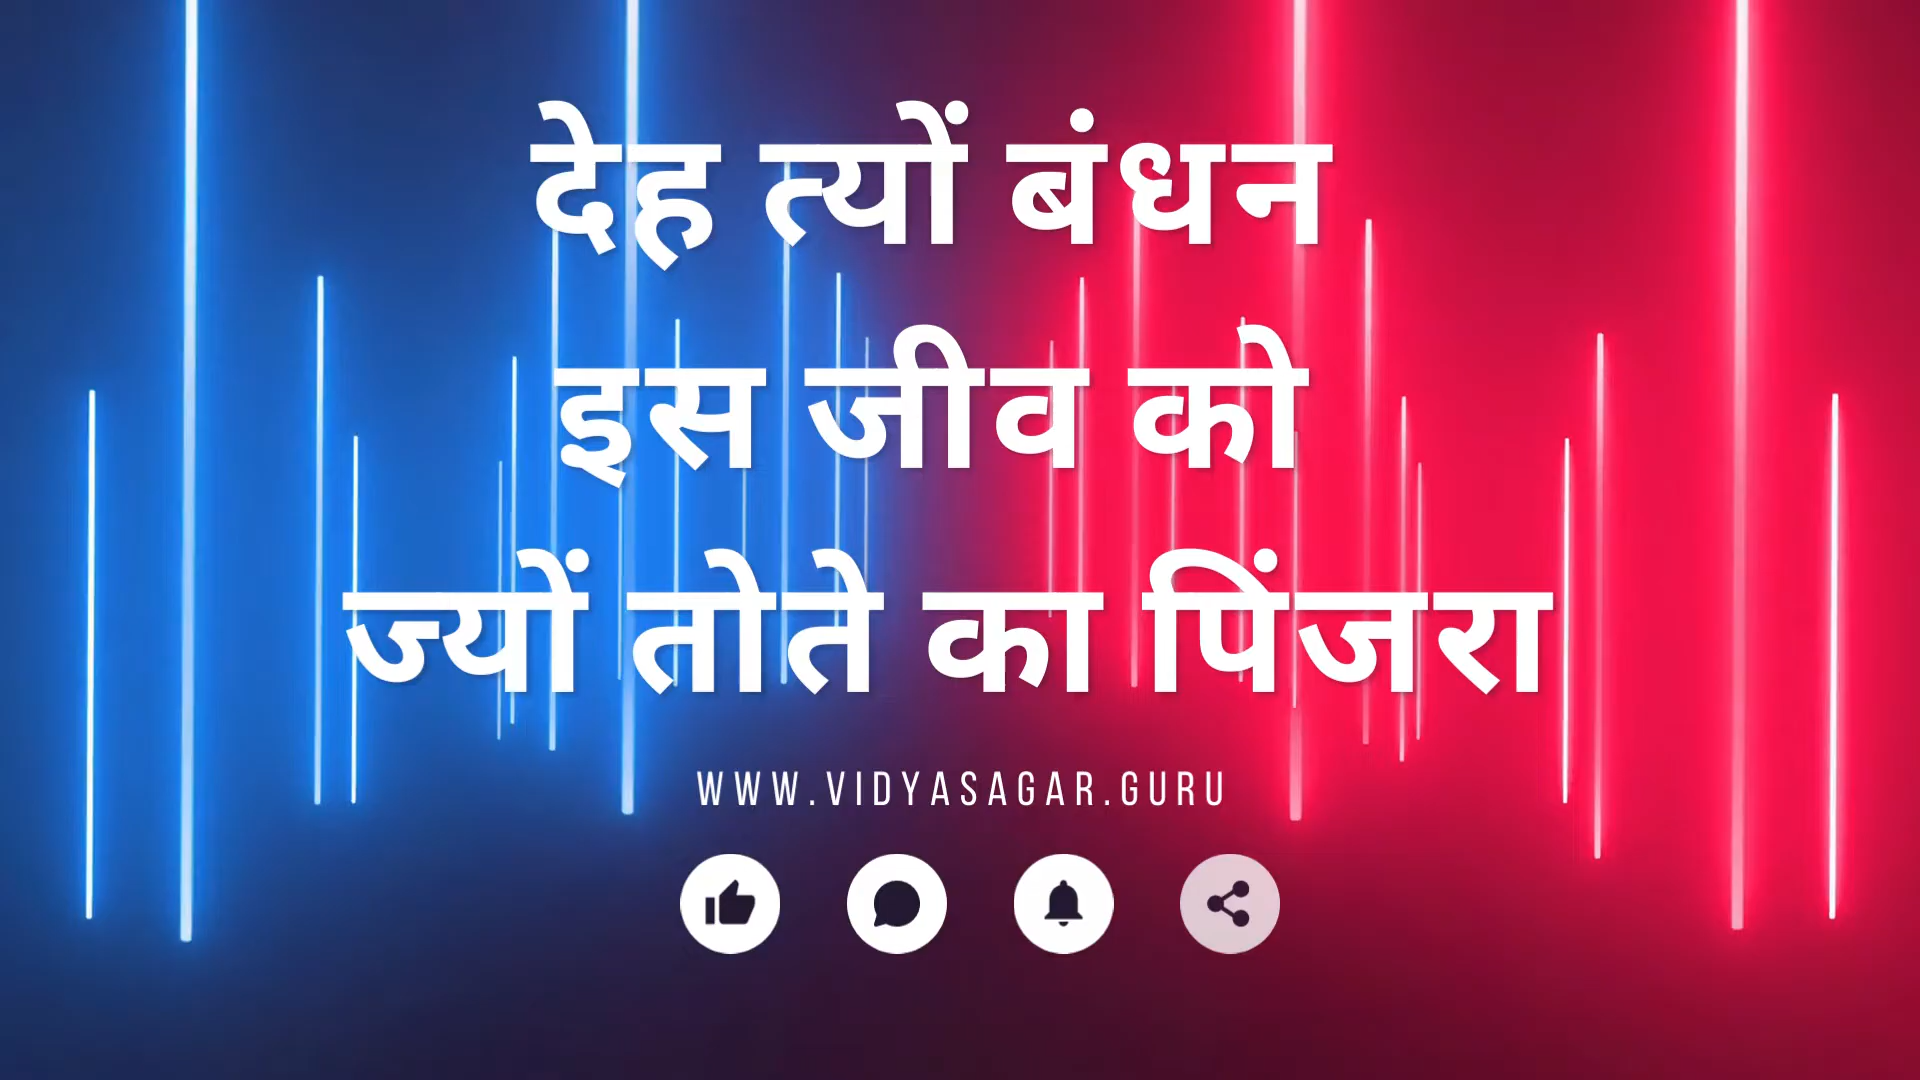 देह त्यों बंधन
इस जीव को
ज्यों तोते का पिंजरा
WWW.VIDYASAGAR.GURU